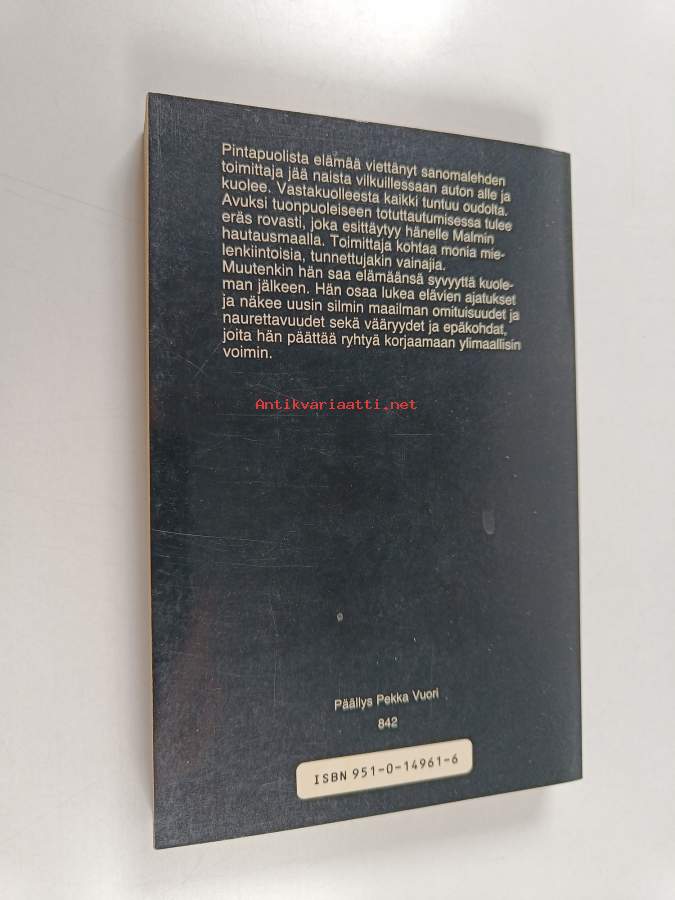 Pintapuolista elämää viettänyt sanomalehden
toimittaja jää naista vilkuillessaan auton alle ja
kuolee. Vastakuolleesta kaikki tuntuu oudolta.
Avuksi tuonpuoleiseen totuttautumisessa tulee
eräs rovasti, joka esittäytyy hänelle Malmin
hautausmaalla. Toimittaja kohtaa monia mie-
lenkiintoisia, tunnettujakin vainajia.
Muutenkin hän saa elämäänsä syvyyttä kuole-
man jälkeen. Hän osaa lukea elävien ajatukset
ja näkee uusin silmin maailman omituisuudet ja
naurettavuudet sekä vääryydet ja epäkohdat,
joita hän päättää ryhtyä korjaamaan ylimaallisin
voimin.
Antikvariaatti.net
Päällys Pekka Vuori
842
ISBN 951-0-14961-6